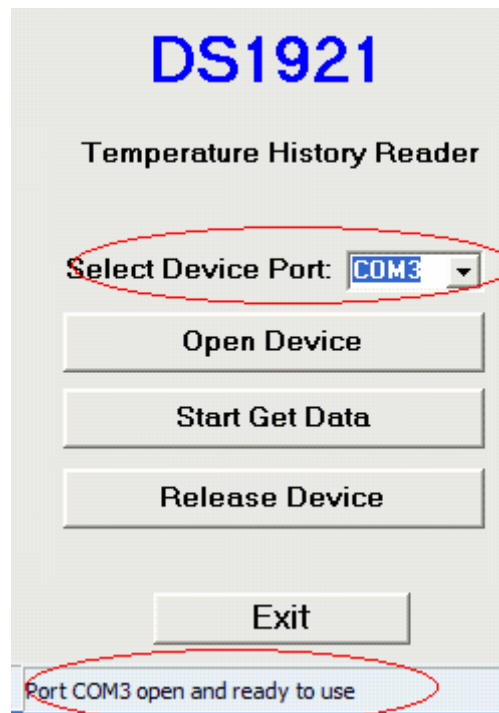 DS1921
Temperature History Reader
Select Device Port: COM3
Open Device
Start Get Data
Release Device
Exit
Port COM3 open and ready to use